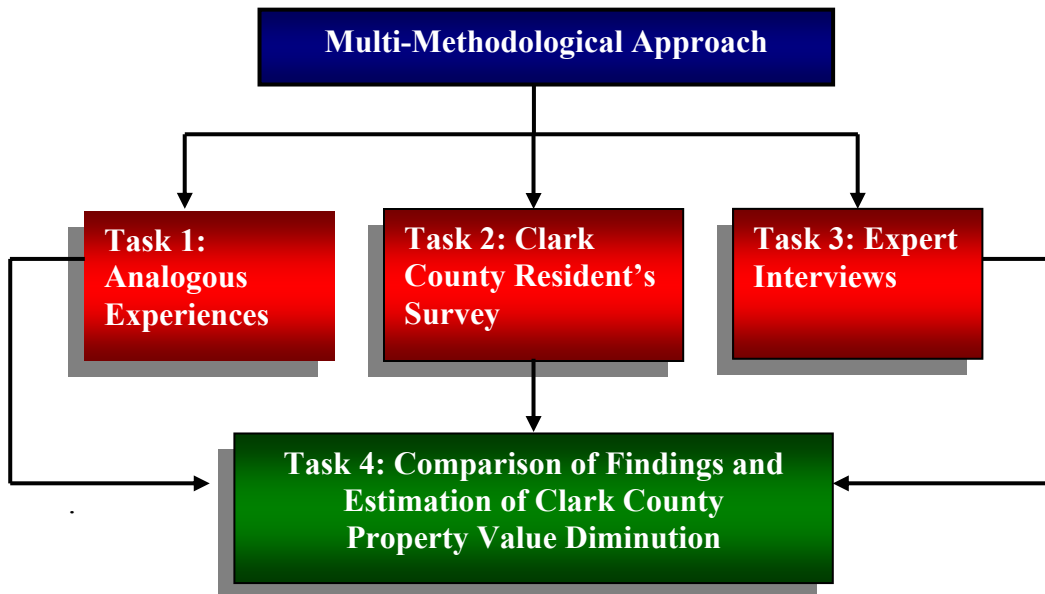 Multi-Methodological Approach
Task 1:
Analogous
Experiences
Task 2: Clark
County Resident’s
Survey
Task 3: Expert
Interviews
Task 4: Comparison of Findings and
Estimation of Clark County
Property Value Diminution
.